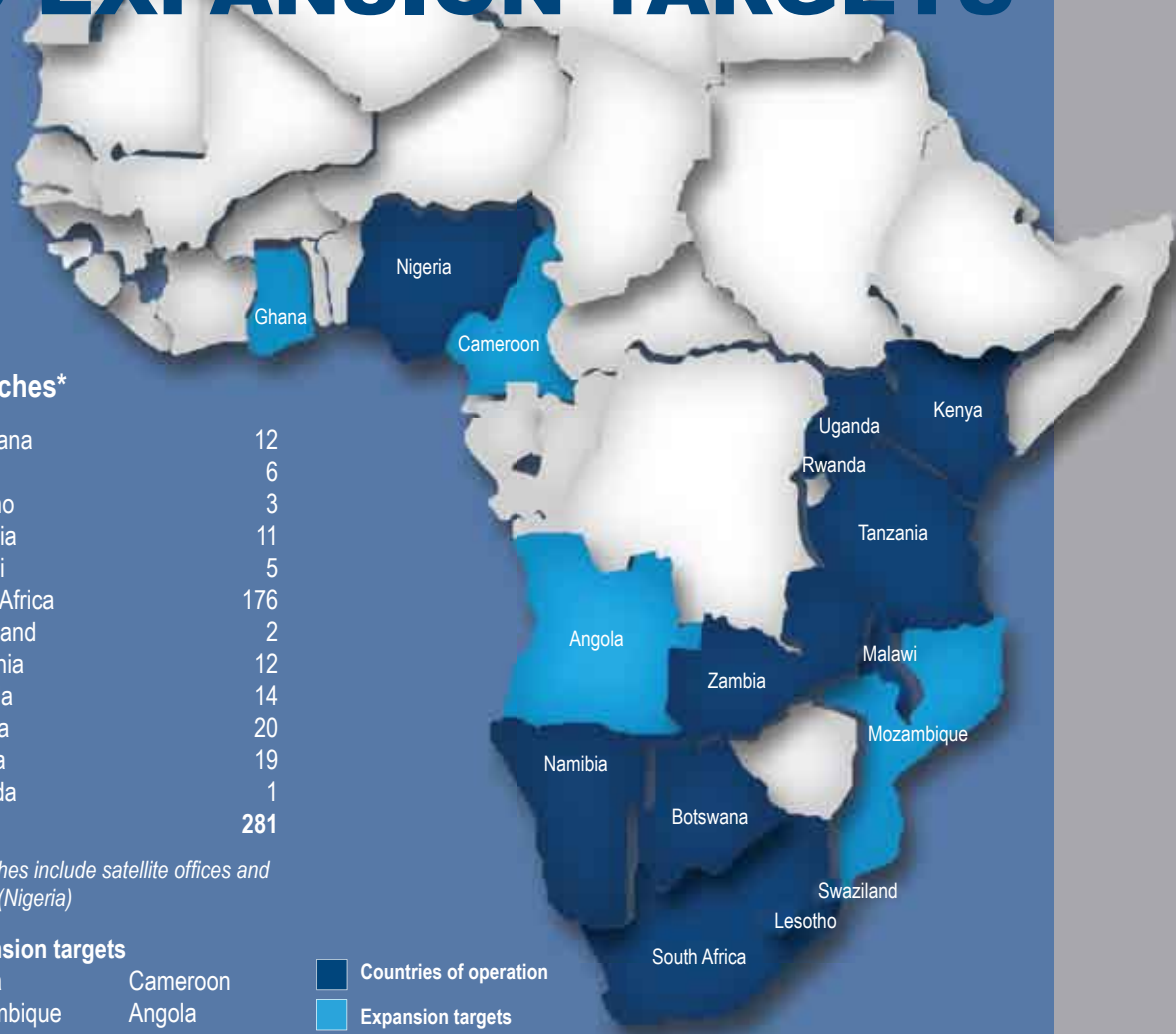 EXPANSION TARGETS
ches*
ana 12
6
ho 3
ia 11
i 5
Africa 176
and 2
nia 12
a 14
a 20
a 19
da 1
281
hes include satellite offices and
(Nigeria)
nsion targets
a Cameroon
mbique Angola
Countries of operation
Expansion targets
Nigeria
Ghana
Cameroon
Kenya
Uganda
Rwanda
Tanzania
Angola
Malawi
Zambia
Mozambique
Namibia
Botswana
Swaziland
Lesotho
South Africa